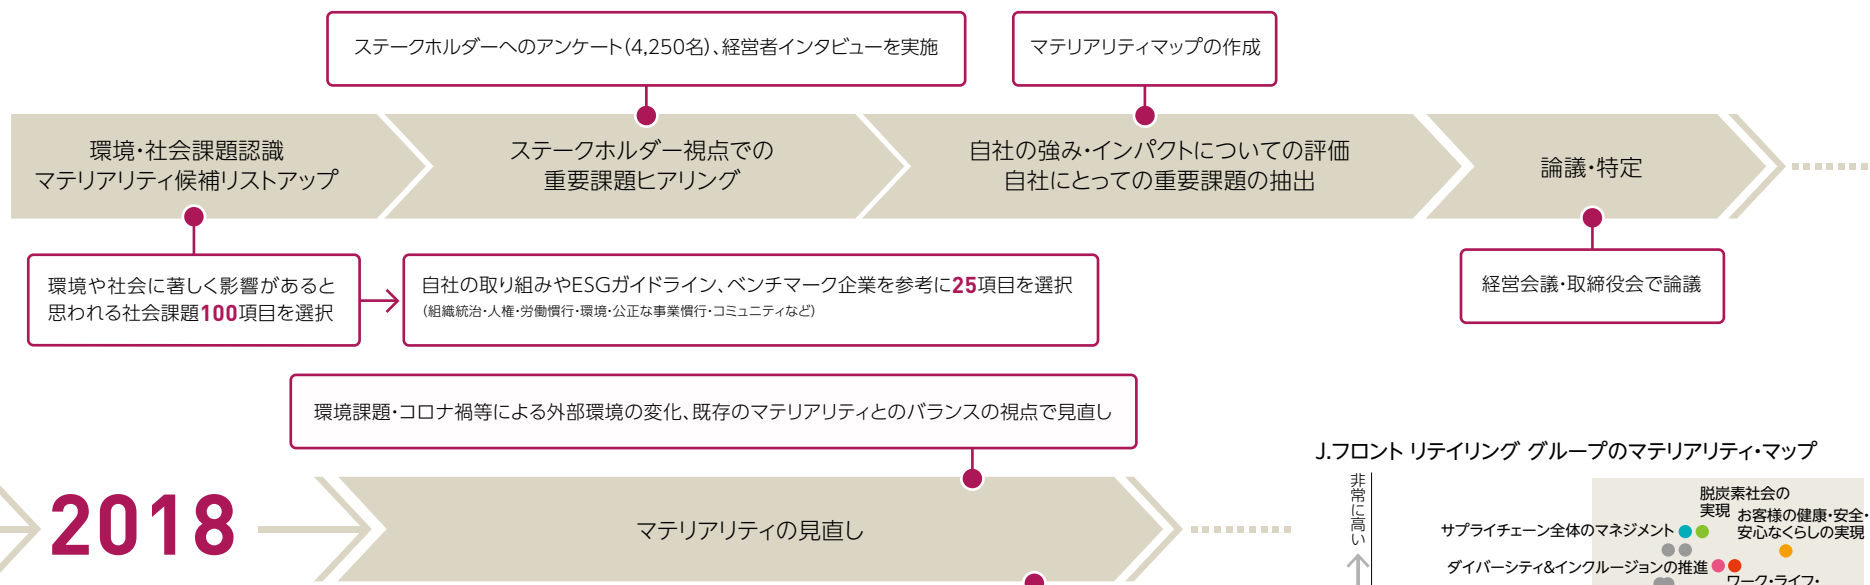 ステークホルダーへのアンケート(4,250名)、経営者インタビューを実施
マテリアリティマップの作成
環境・社会課題認識
マテリアリティ候補リストアップ
ステークホルダー視点での
重要課題ヒアリング
自社の強み・インパクトについての評価
自社にとっての重要課題の抽出
論議・特定
環境や社会に著しく影響があると
思われる社会課題100項目を選択
自社の取り組みやESGガイドライン、ベンチマーク企業を参考に25項目を選択
(組織統治・人権・労働慣行・環境・公正な事業慣行・コミュニティなど)
経営会議・取締役会で論議
環境課題・コロナ禍等による外部環境の変化、既存のマテリアリティとのバランスの視点で見直し
2018
マテリアリティの見直し
J.フロント リテイリング グループのマテリアリティ・マップ
非常に高い
脱炭素社会の
実現
お客様の健康・安全・
安心なくらしの実現
サプライチェーン全体のマネジメント
ダイバーシティ&インクルージョンの推進
ワーク・ライフ・